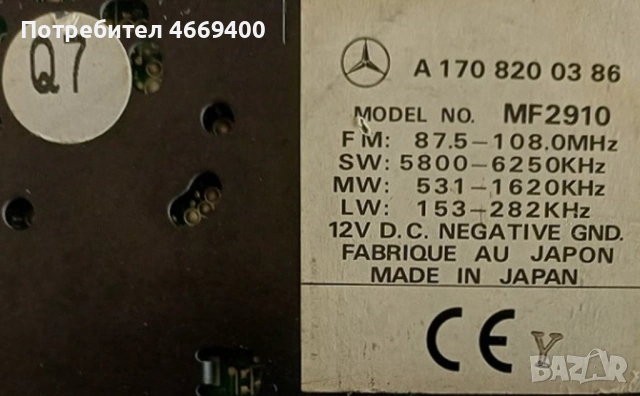 Потребител 4669400
Q7
A 170 820 03 86
MODEL NO. MF2910
FM: 87.5-108.0MHz
SW: 5800-6250KHz
MW: 531-1620KHz
LW: 153-282KHz
12V D.C. NEGATIVE GND.
FABRIQUE AU JAPON
MADE IN JAPAN
CE Y
bazar